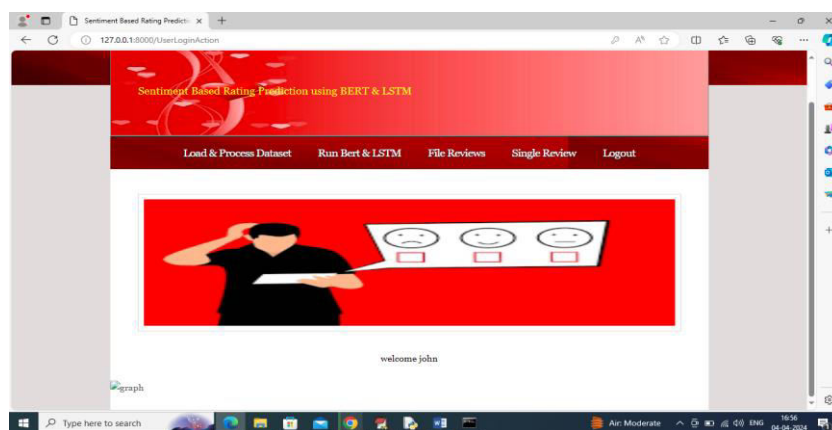 Sentiment Based Rating Predicti
127.0.0.1:8000/UserLoginAction
Sentiment Based Rating Prediction using BERT & LSTM
Load & Process Dataset Run Bert & LSTM File Reviews Single Review Logout
welcome john
graph
Type here to search Air: Moderate ENG 16:56
04-04-2024